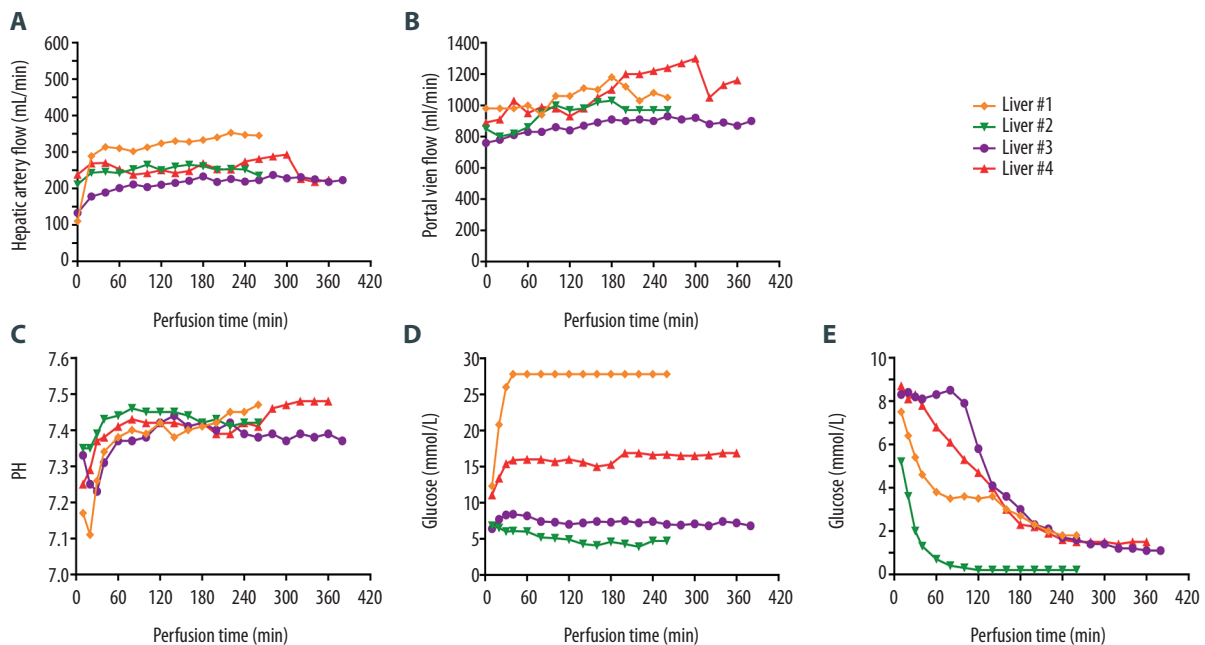 A
Hepatic artery flow (mL/min)
600
500
400
300
200
100
0
0 60 120 180 240 300 360 420
Perfusion time (min)
B
Portal vien flow (ml/min)
1400
1200
1000
800
600
400
200
0
0 60 120 180 240 300 360 420
Perfusion time (min)
Liver #1
Liver #2
Liver #3
Liver #4
C
PH
7.6
7.5
7.4
7.3
7.2
7.1
7.0
0 60 120 180 240 300 360 420
Perfusion time (min)
D
Glucose (mmol/L)
30
25
20
15
10
5
0
0 60 120 180 240 300 360 420
Perfusion time (min)
E
Glucose (mmol/L)
10
8
6
4
2
0
0 60 120 180 240 300 360 420
Perfusion time (min)